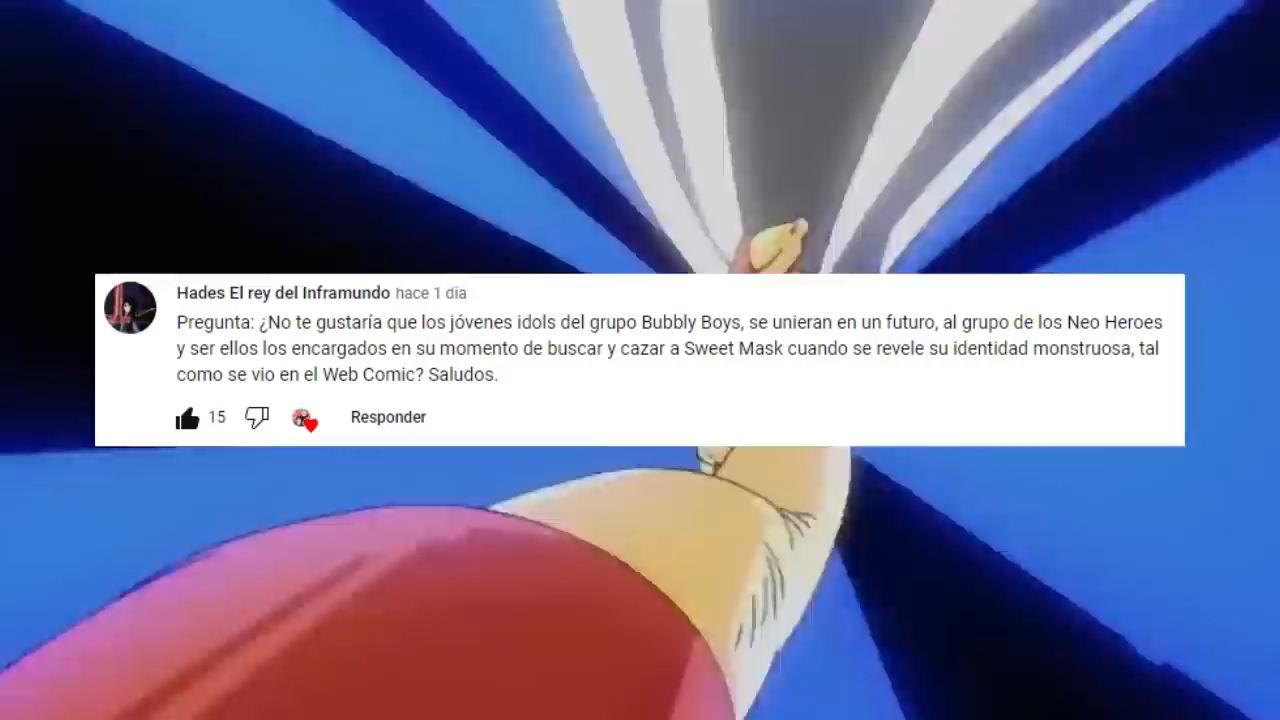 Hades El rey del Inframundo hace 1 dia
Pregunta: ¿No te gustaría que los jóvenes idols del grupo Bubbly Boys, se unieran en un futuro, al grupo de los Neo Heroes
y ser ellos los encargados en su momento de buscar y cazar a Sweet Mask cuando se revele su identidad monstruosa, tal
como se vio en el Web Comic? Saludos.
15 Responder